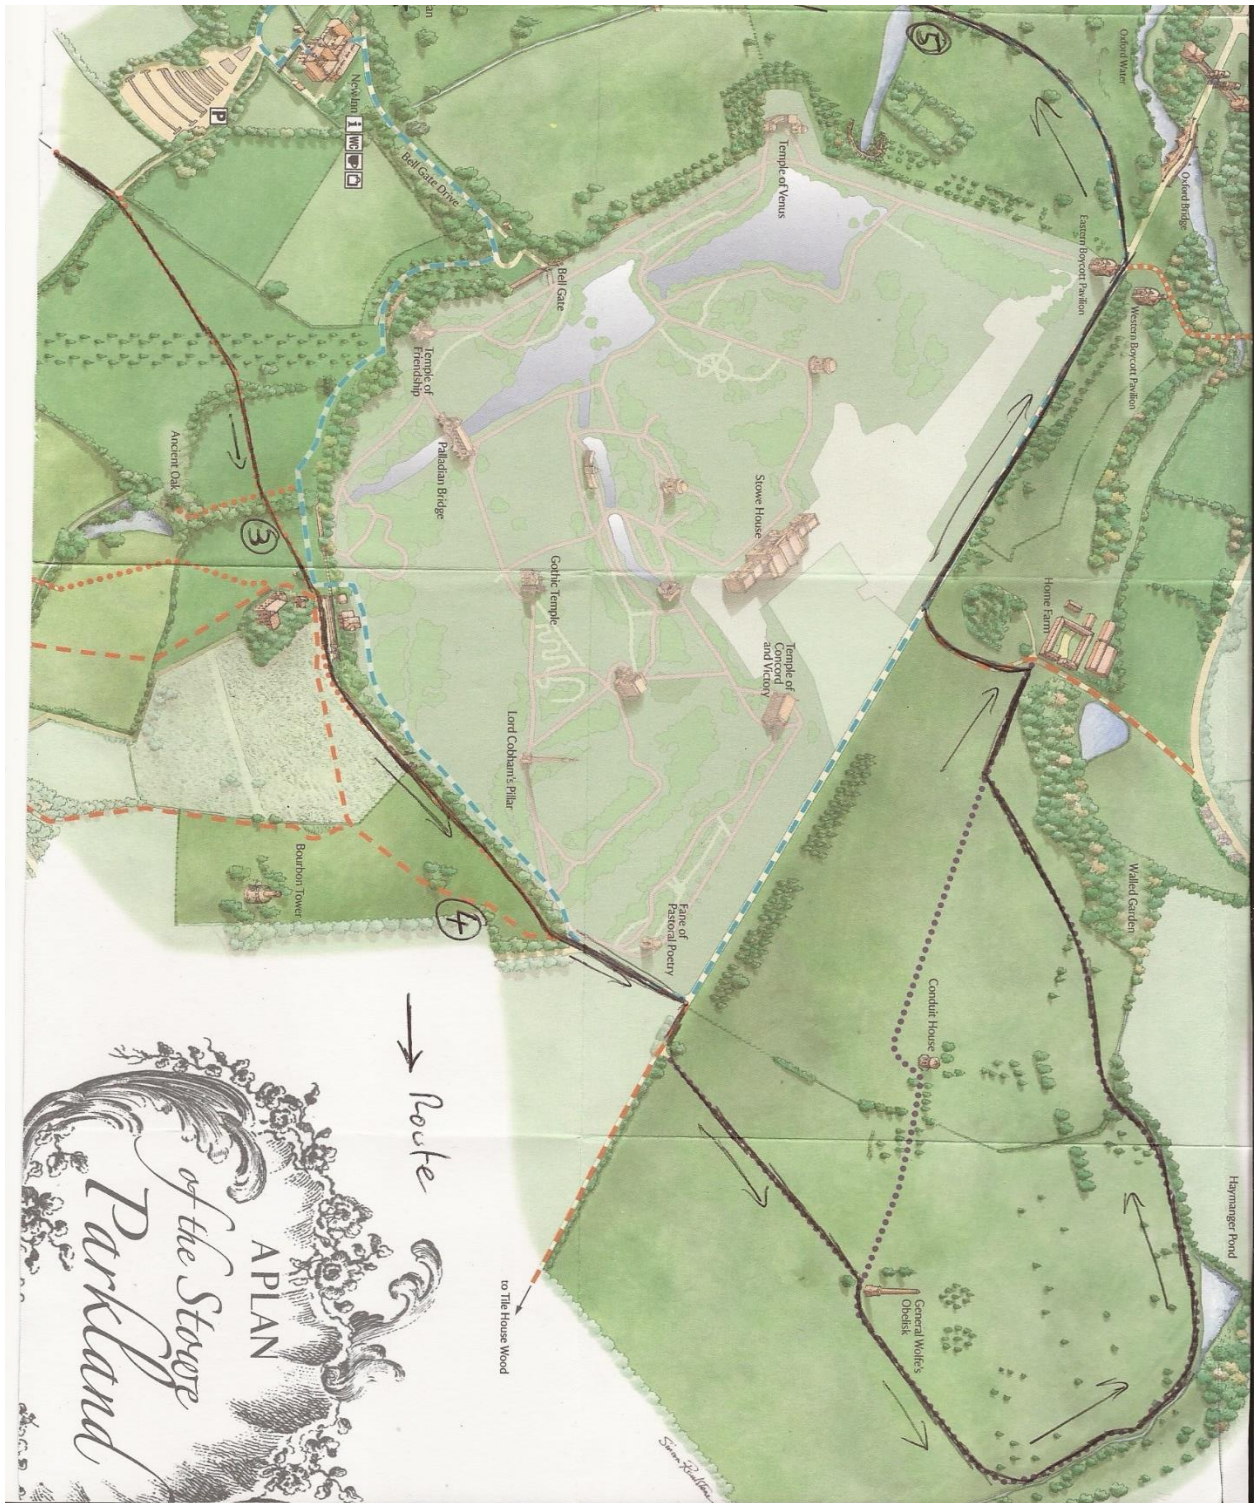 Oxford Water
Oxford Bridge
Haymanger Pond
Western Boycott Pavilion
Walled Garden
Eastern Boycott Pavilion
Home Farm
5
Conduit House
General Wolfe's
Obelisk
Temple of Venus
Stowe House
Temple of
Concord
and Victory
Fane of
Pastoral Poetry
Bell Gate
Gothic Temple
Lord Cobham's Pillar
to Tile House Wood
4
Palladian Bridge
Temple of
Friendship
Bell Gate Drive
Route
New Inn
i
WC
Bourbon Tower
3
P
Ancient Oak
A PLAN
of the Stowe
Parkland